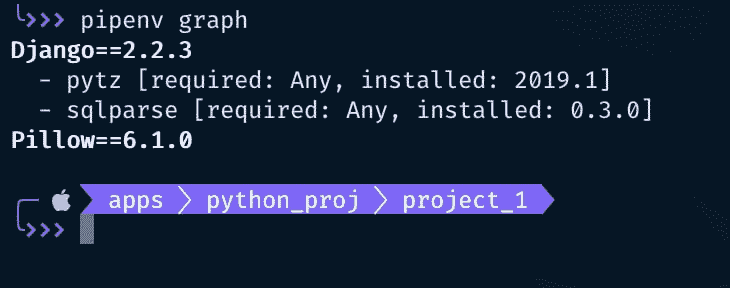 >>> pipenv graph
Django==2.2.3
- pytz [required: Any, installed: 2019.1]
- sqlparse [required: Any, installed: 0.3.0]
Pillow==6.1.0
apps python_proj project_1
>>>